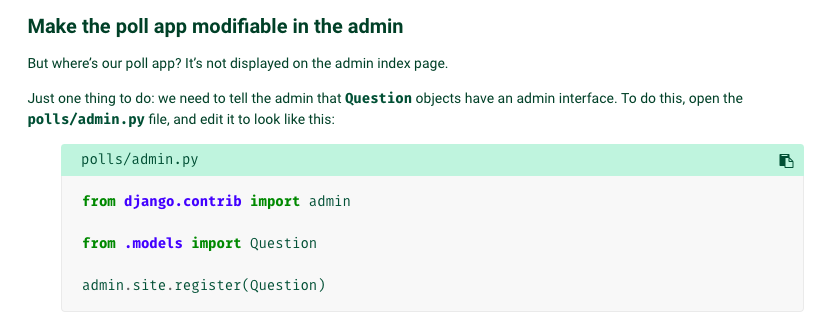 Make the poll app modifiable in the admin
But where’s our poll app? It’s not displayed on the admin index page.
Just one thing to do: we need to tell the admin that Question objects have an admin interface. To do this, open the
polls/admin.py file, and edit it to look like this:
polls/admin.py
from django.contrib import admin
from .models import Question
admin.site.register(Question)